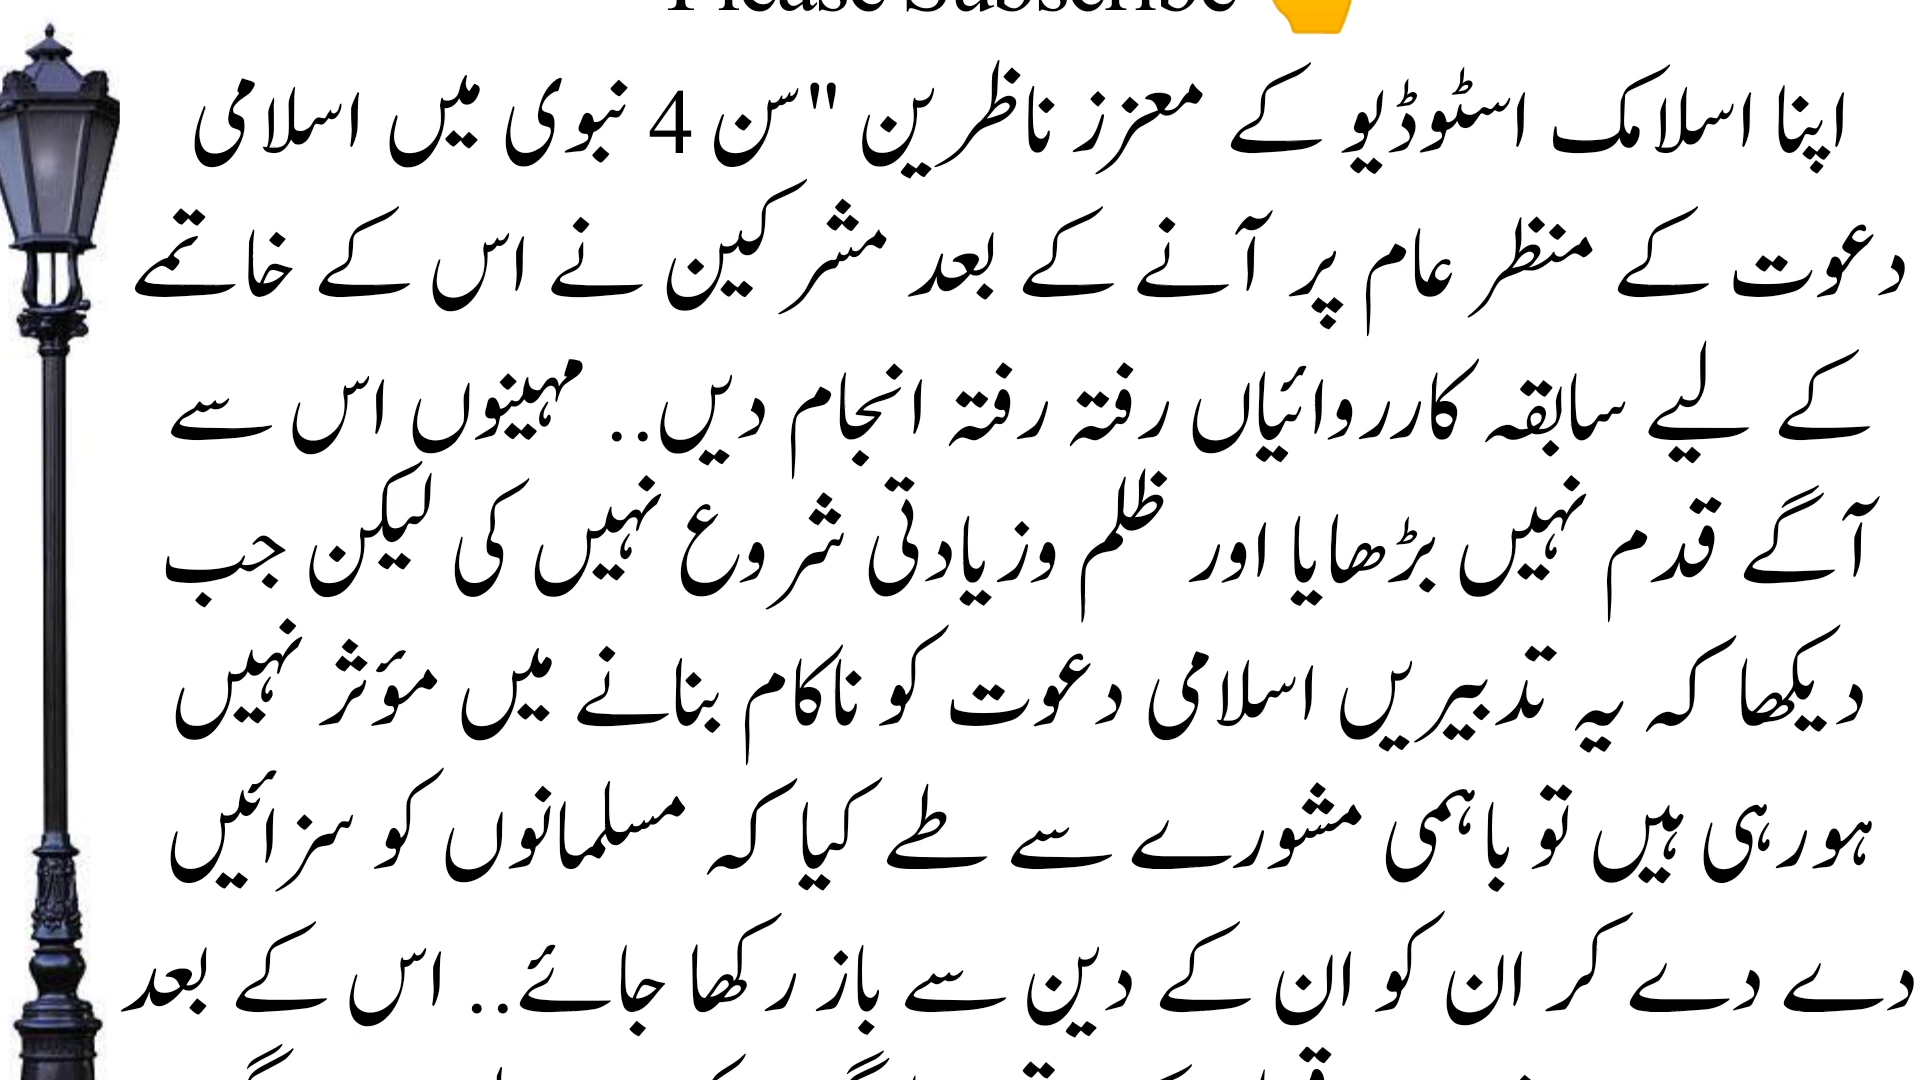 Please Subscribe
اپنا اسلامک اسٹوڈیو کے معزز ناظرین "سن 4 نبوی میں اسلامی
دعوت کے منظر عام پر آنے کے بعد مشرکین نے اس کے خاتمے
کے لیے سابقہ کارروائیاں رفتہ رفتہ انجام دیں.. مہینوں اس سے
آگے قدم نہیں بڑھایا اور ظلم وزیادتی شروع نہیں کی لیکن جب
دیکھا کہ یہ تدبیریں اسلامی دعوت کو ناکام بنانے میں مؤثر نہیں
ہورہی ہیں تو باہمی مشورے سے طے کیا کہ مسلمانوں کو سزائیں
دے دے کر ان کو ان کے دین سے باز رکھا جائے.. اس کے بعد